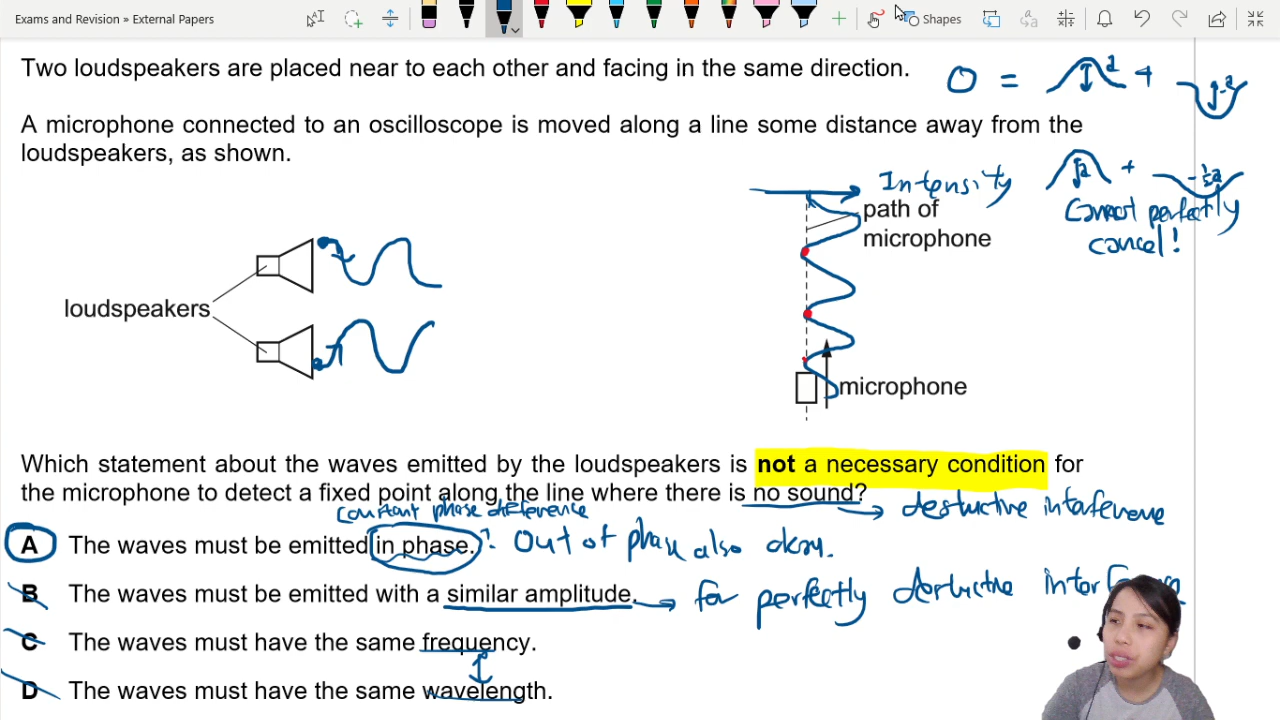 Exams and Revision » External Papers
Shapes
Two loudspeakers are placed near to each other and facing in the same direction.
0 = a + -a
A microphone connected to an oscilloscope is moved along a line some distance away from the
loudspeakers, as shown.
Intensity
+ -½a
path of
microphone
Cannot perfectly
cancel!
loudspeakers
microphone
Which statement about the waves emitted by the loudspeakers is not a necessary condition for
the microphone to detect a fixed point along the line where there is no sound?
→ destructive interference
constant phase difference
A The waves must be emitted in phase. ? Out of phase also okay.
B The waves must be emitted with a similar amplitude. → for perfectly destructive
C The waves must have the same frequency.
D The waves must have the same wavelength.